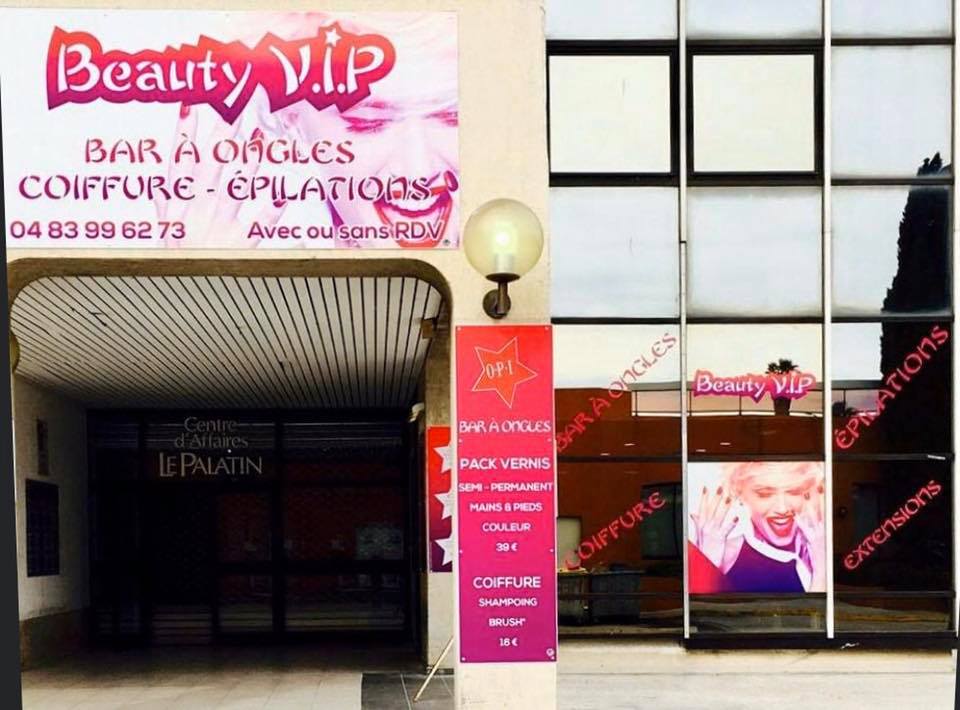 Beauty V.I.P
BAR À ONGLES
COIFFURE - ÉPILATIONS
04 83 99 62 73 Avec ou sans RDV
Centre
d'Affaires
LE PALATIN
O·P·I
BAR À ONGLES
PACK VERNIS
SEMI - PERMANENT
MAINS & PIEDS
COULEUR
39 €
COIFFURE
SHAMPOING
BRUSH*
16 €
BAR À ONGLES
Beauty V.I.P
ÉPILATIONS
COIFFURE
EXTENSIONS